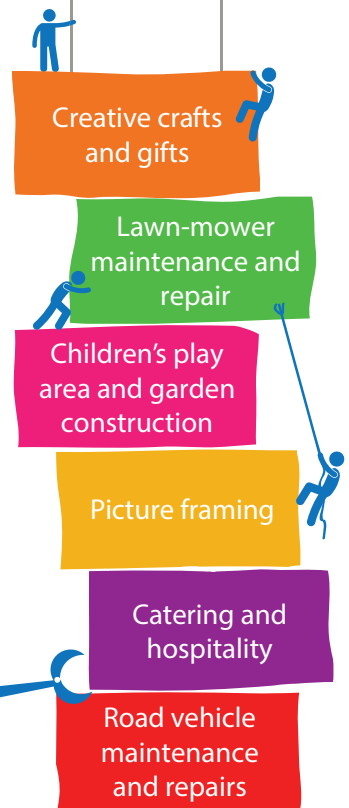 Creative crafts
and gifts
Lawn-mower
maintenance and
repair
Children’s play
area and garden
construction
Picture framing
Catering and
hospitality
Road vehicle
maintenance
and repairs